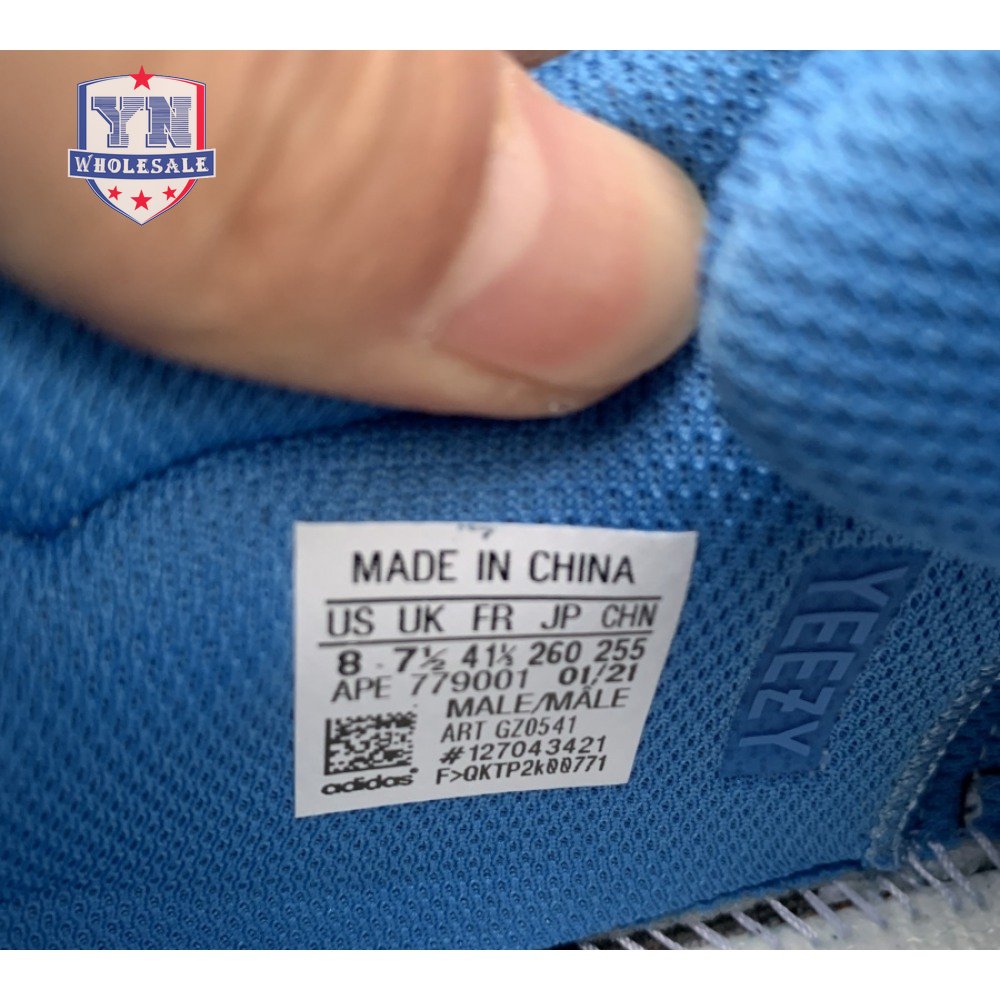 YN
WHOLESALE
MADE IN CHINA
US UK FR JP CHN
8 7½ 41⅓ 260 255
APE 779001 01/21
MALE/MÂLE
ART GZ0541
#127043421
F>QKTP2k00771
adidas
YEEZY